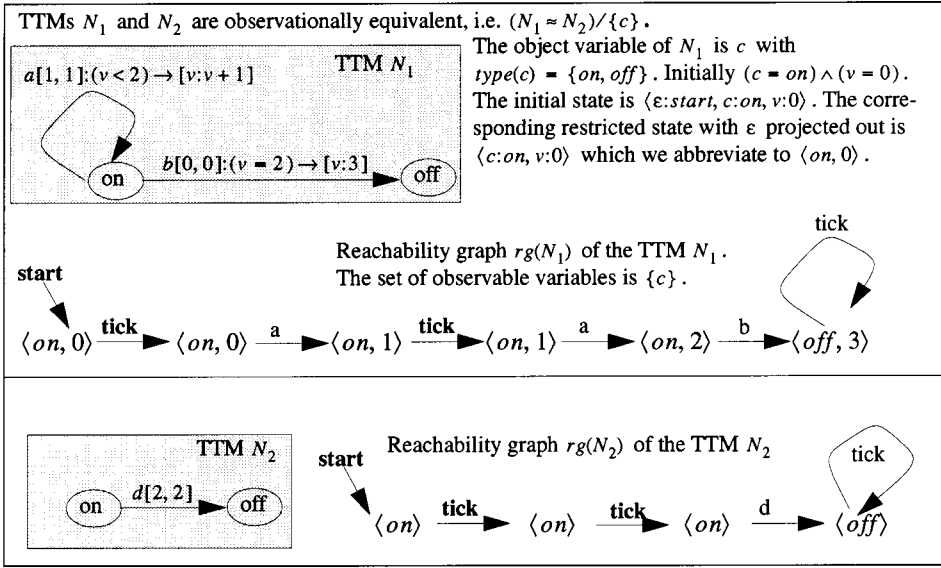 TTMs N₁ and N₂ are observationally equivalent, i.e. (N₁ ≈ N₂)/{c}.
TTM N₁
a[1, 1]:(v < 2) → [v:v + 1]
on
b[0, 0]:(v = 2) → [v:3]
off
The object variable of N₁ is c with
type(c) = {on, off}. Initially (c = on) ∧ (v = 0).
The initial state is ⟨ε:start, c:on, v:0⟩. The corre-
sponding restricted state with ε projected out is
⟨c:on, v:0⟩ which we abbreviate to ⟨on, 0⟩.
Reachability graph rg(N₁) of the TTM N₁.
The set of observable variables is {c}.
tick
start
⟨on, 0⟩ tick ⟨on, 0⟩ a ⟨on, 1⟩ tick ⟨on, 1⟩ a ⟨on, 2⟩ b ⟨off, 3⟩
TTM N₂
on d[2, 2] off
Reachability graph rg(N₂) of the TTM N₂
start
tick
⟨on⟩ tick ⟨on⟩ tick ⟨on⟩ d ⟨off⟩